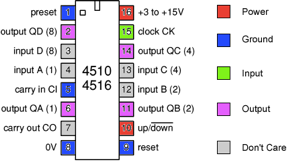 preset 1 16 +3 to +15V
output QD (8) 2 15 clock CK
input D (8) 3 14 output QC (4)
input A (1) 4 13 input C (4)
carry in CI 5 12 input B (2)
output QA (1) 6 11 output QB (2)
carry out CO 7 10 up/down
0V 8 9 reset
4510
4516
Power
Ground
Input
Output
Don't Care